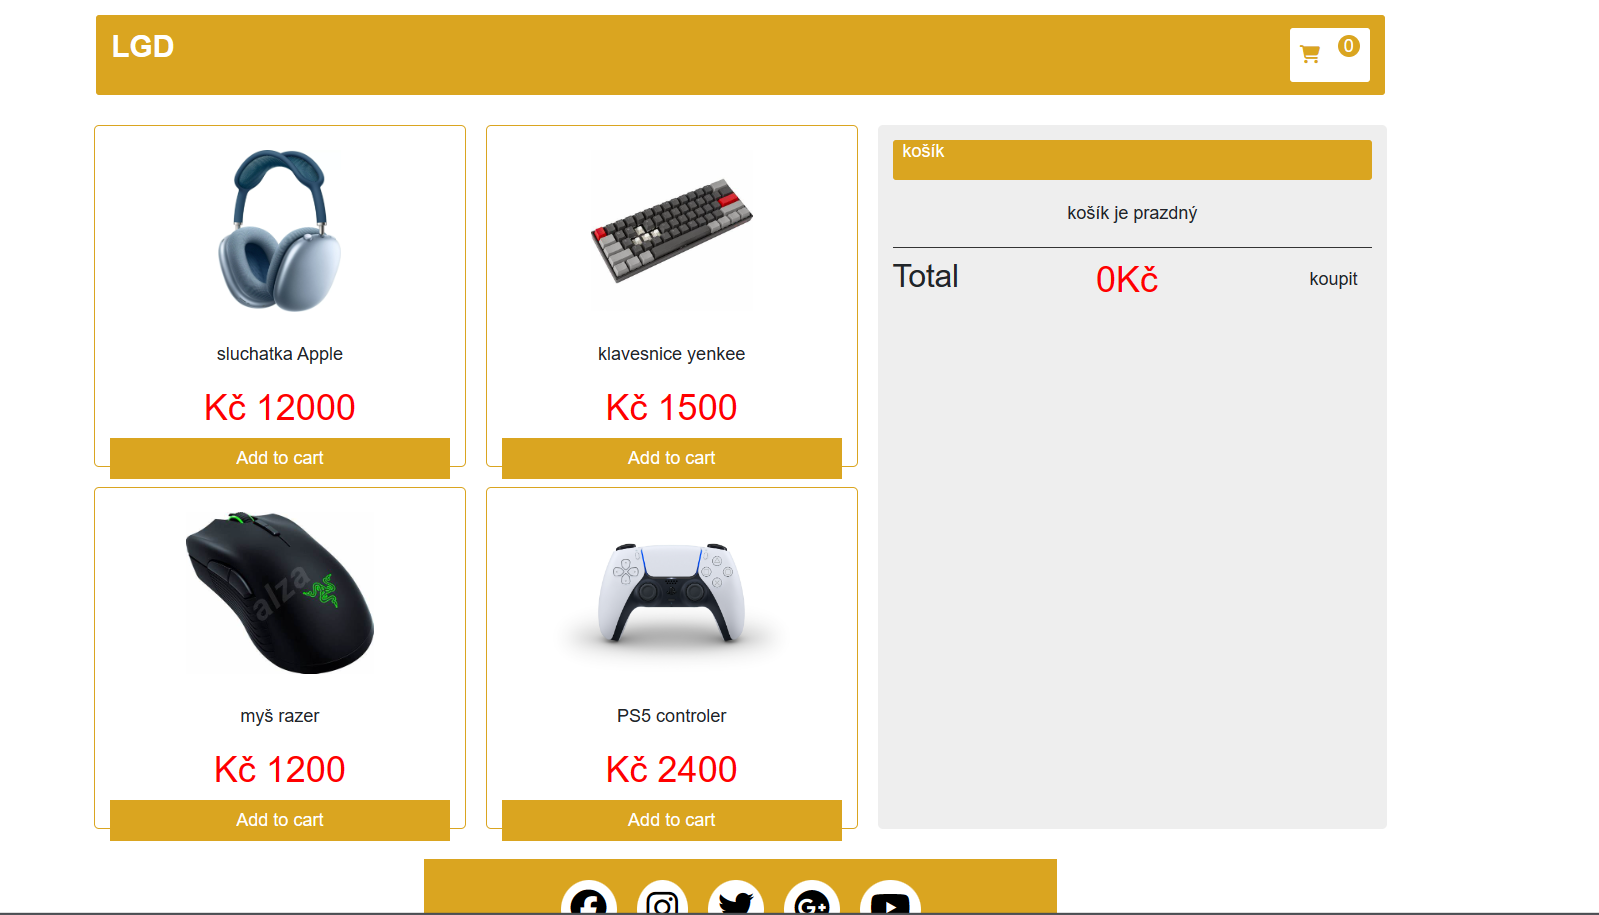 LGD
0
sluchatka Apple
Kč 12000
Add to cart
klavesnice yenkee
Kč 1500
Add to cart
košík
košík je prazdný
Total
0Kč
koupit
alza
myš razer
Kč 1200
Add to cart
PS5 controler
Kč 2400
Add to cart
G+